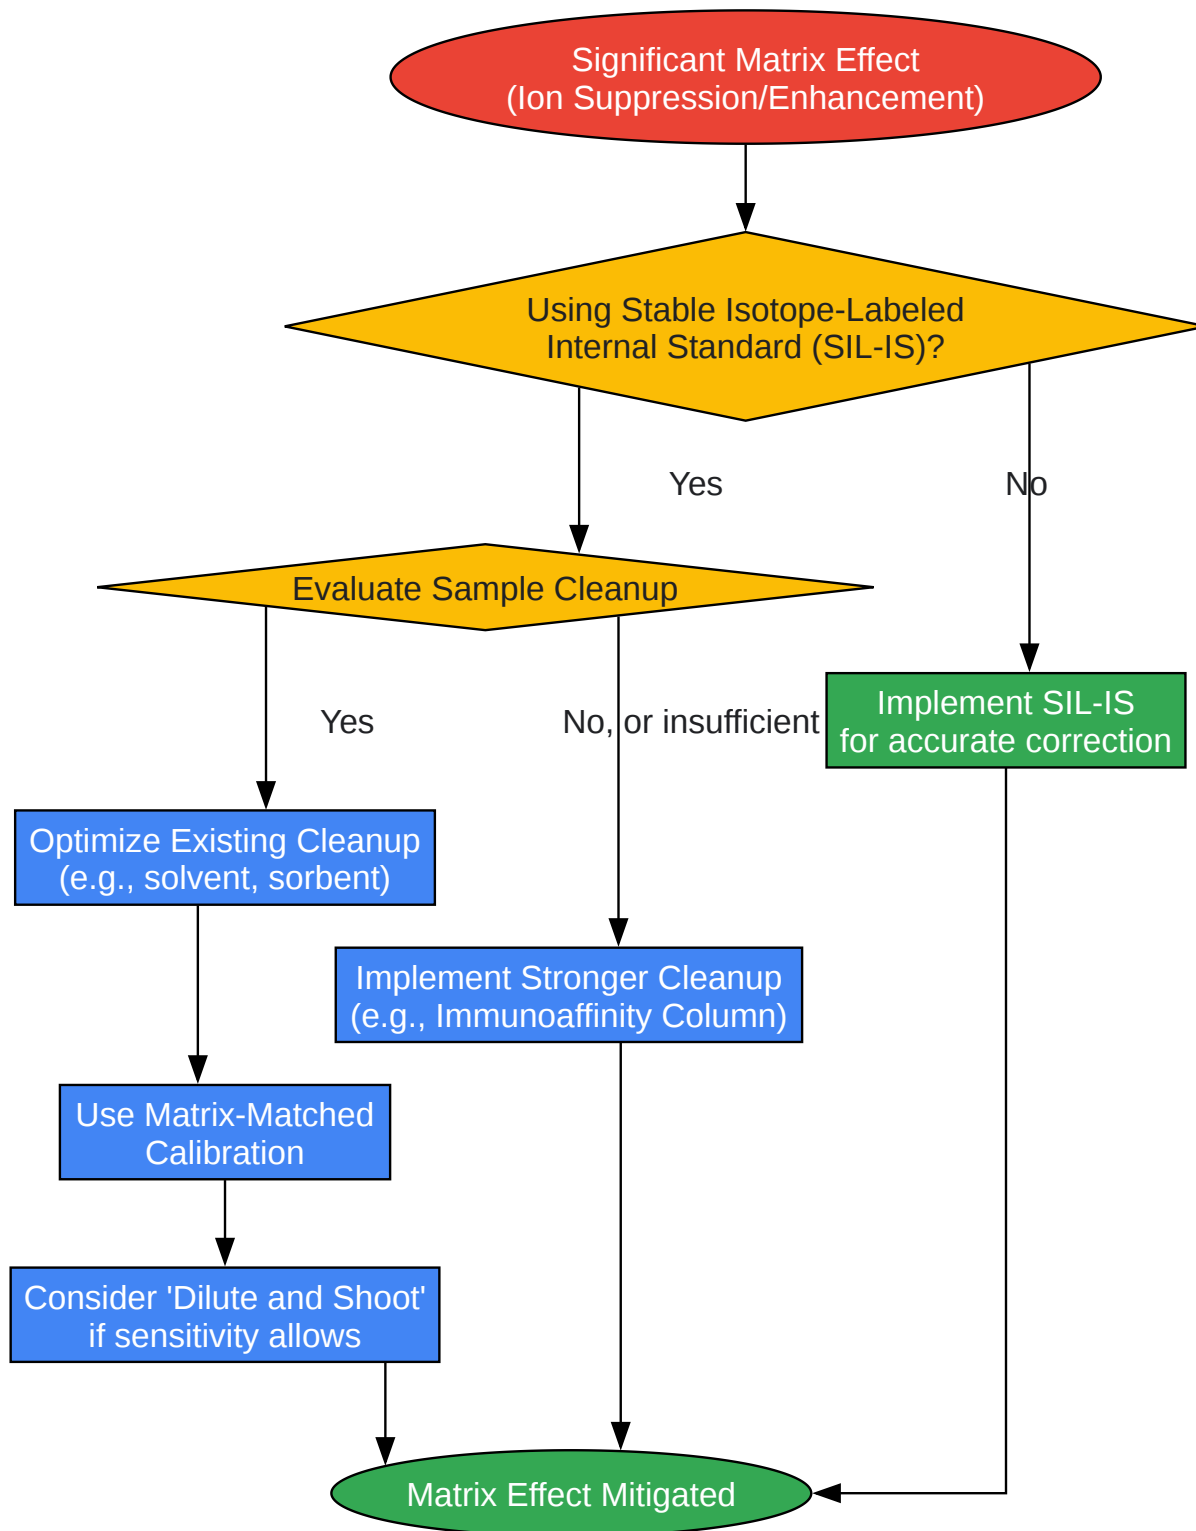 Significant Matrix Effect
(Ion Suppression/Enhancement)
Using Stable Isotope-Labeled
Internal Standard (SIL-IS)?
Yes
No
Evaluate Sample Cleanup
Yes
No, or insufficient
Implement SIL-IS
for accurate correction
Optimize Existing Cleanup
(e.g., solvent, sorbent)
Implement Stronger Cleanup
(e.g., Immunoaffinity Column)
Use Matrix-Matched
Calibration
Consider 'Dilute and Shoot'
if sensitivity allows
Matrix Effect Mitigated